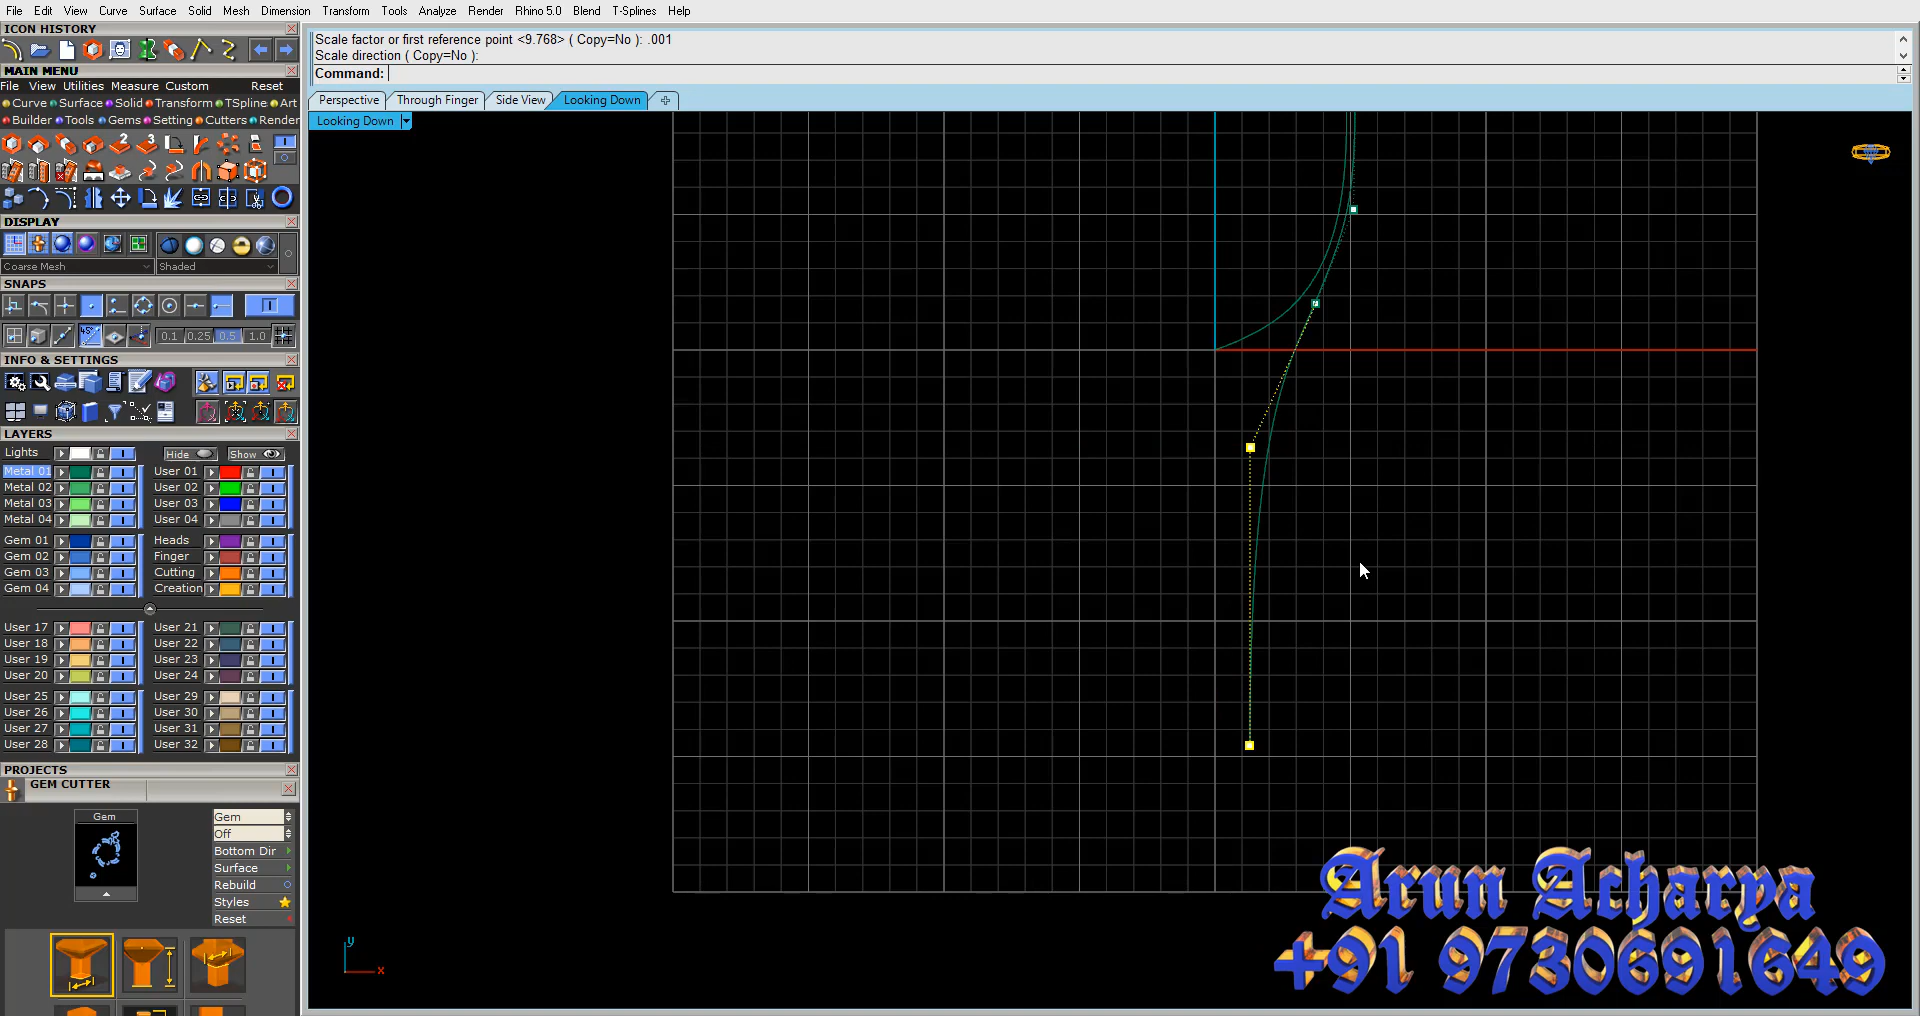 File Edit View Curve Surface Solid Mesh Dimension Transform Tools Analyze Render Rhino 5.0 Blend T-Splines Help
ICON HISTORY
MAIN MENU
File View Utilities Measure Custom Reset
Curve Surface Solid Transform TSpline Art
Builder Tools Gems Setting Cutters Render
DISPLAY
Coarse Mesh Shaded
SNAPS
45°
0.1 0.25 0.5 1.0
INFO & SETTINGS
LAYERS
Lights Hide Show
Metal 01 User 01
Metal 02 User 02
Metal 03 User 03
Metal 04 User 04
Gem 01 Heads
Gem 02 Finger
Gem 03 Cutting
Gem 04 Creation
User 17 User 21
User 18 User 22
User 19 User 23
User 20 User 24
User 25 User 29
User 26 User 30
User 27 User 31
User 28 User 32
PROJECTS
GEM CUTTER
Gem
Gem
Off
Bottom Dir
Surface
Rebuild
Styles
Reset
Scale factor or first reference point <9.768> ( Copy=No ): .001
Scale direction ( Copy=No ):
Command:
Perspective Through Finger Side View Looking Down
Looking Down
y
x
Arun Acharya
+91 9730691649